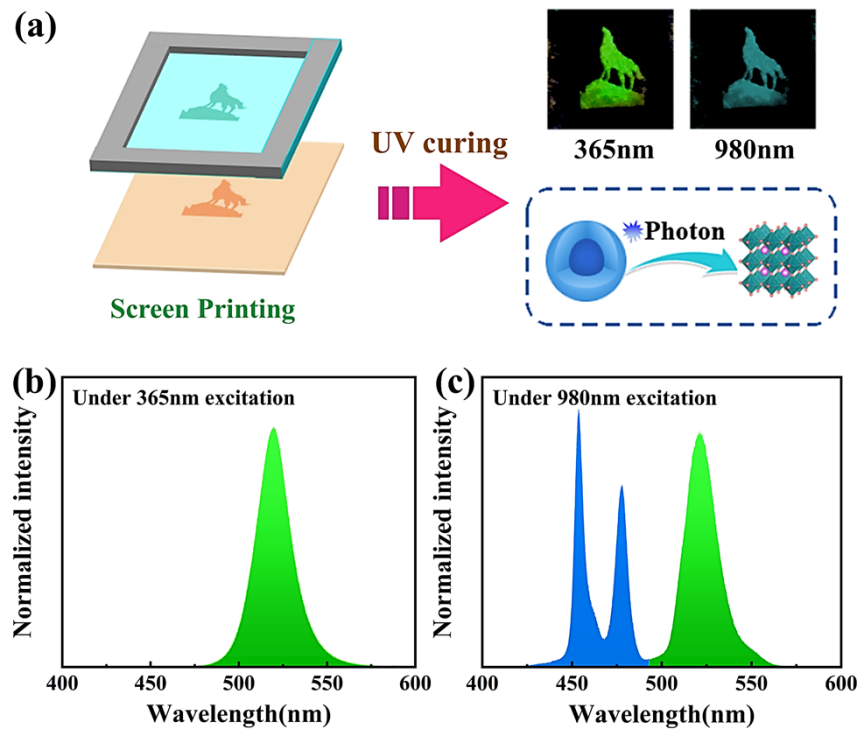 (a)
365nm 980nm
UV curing
Photon
Screen Printing
(b)
Under 365nm excitation
Normalized intensity
400 450 500 550 600
Wavelength(nm)
(c)
Under 980nm excitation
Normalized intensity
400 450 500 550 600
Wavelength(nm)